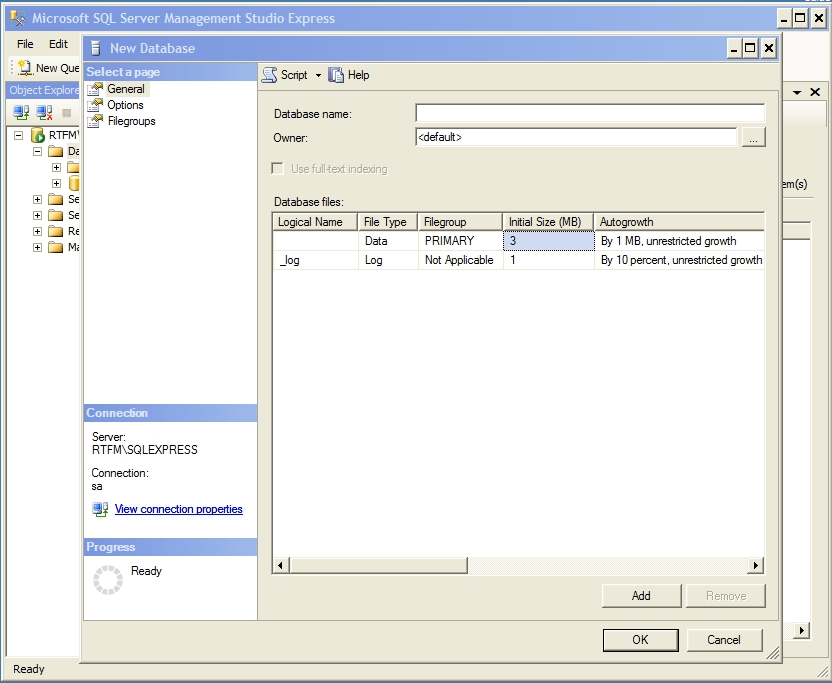 Microsoft SQL Server Management Studio Express
File Edit
New Que
Object Explore
RTFM\
Da
Se
Se
Re
Ma
em(s)
New Database
Select a page
General
Options
Filegroups
Script Help
Database name:
Owner: <default> ...
Use full-text indexing
Database files:
Logical Name File Type Filegroup Initial Size (MB) Autogrowth
Data PRIMARY 3 By 1 MB, unrestricted growth
_log Log Not Applicable 1 By 10 percent, unrestricted growth
Connection
Server:
RTFM\SQLEXPRESS
Connection:
sa
View connection properties
Progress
Ready
Add Remove
OK Cancel
Ready